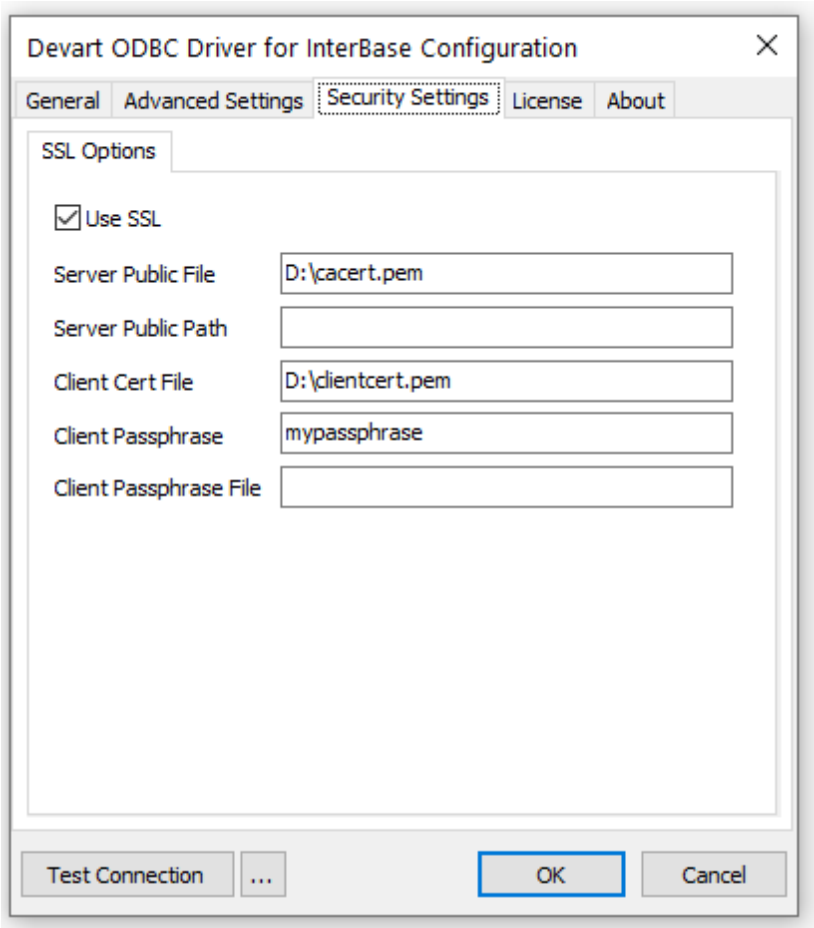 Devart ODBC Driver for InterBase Configuration
General Advanced Settings Security Settings License About
SSL Options
Use SSL
Server Public File D:\cacert.pem
Server Public Path
Client Cert File D:\clientcert.pem
Client Passphrase mypassphrase
Client Passphrase File
Test Connection ... OK Cancel